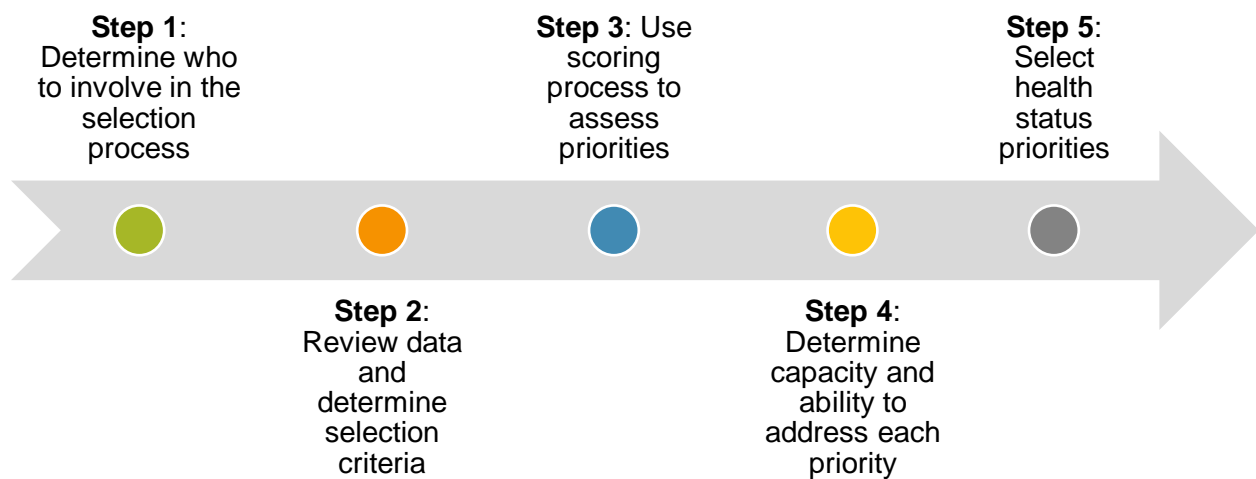 Step 1:
Determine who
to involve in the
selection
process
Step 2:
Review data
and
determine
selection
criteria
Step 3: Use
scoring
process to
assess
priorities
Step 4:
Determine
capacity and
ability to
address each
priority
Step 5:
Select
health
status
priorities